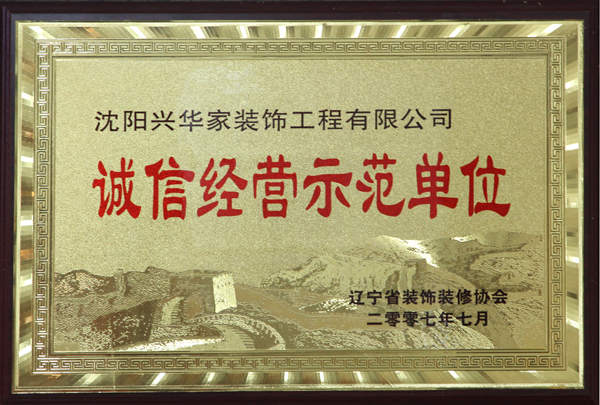 沈阳兴华家装饰工程有限公司
诚信经营示范单位
辽宁省装饰装修协会
二零零七年七月